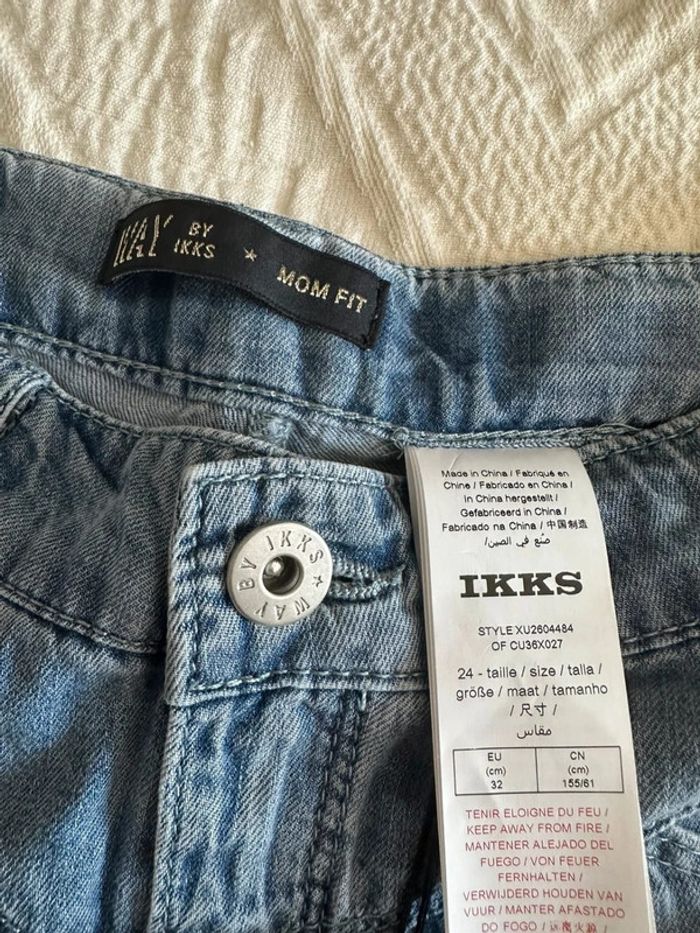 WAY BY IKKS ★ MOM FIT
WAY BY IKKS ★
Made in China / Fabriqué en
Chine / Fabricado en China /
In China hergestellt /
Gefabriceerd in China /
Fabricado na China / 中国制造
/صنع في الصين
IKKS
STYLE XU2604484
OF CU36X027
24 - taille / size / talla /
größe / maat / tamanho
/ 尺寸 /
مقاس
EU (cm) 32
CN (cm) 155/61
TENIR ELOIGNE DU FEU /
KEEP AWAY FROM FIRE /
MANTENER ALEJADO DEL
FUEGO / VON FEUER
FERNHALTEN /
VERWIJDERD HOUDEN VAN
VUUR / MANTER AFASTADO
DO FOGO / 远离火源 /